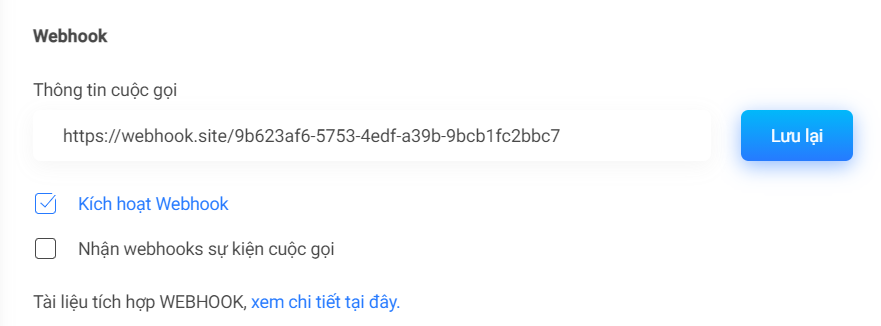 Webhook
Thông tin cuộc gọi
https://webhook.site/9b623af6-5753-4edf-a39b-9bcb1fc2bbc7
Lưu lại
Kích hoạt Webhook
Nhận webhooks sự kiện cuộc gọi
Tài liệu tích hợp WEBHOOK, xem chi tiết tại đây.